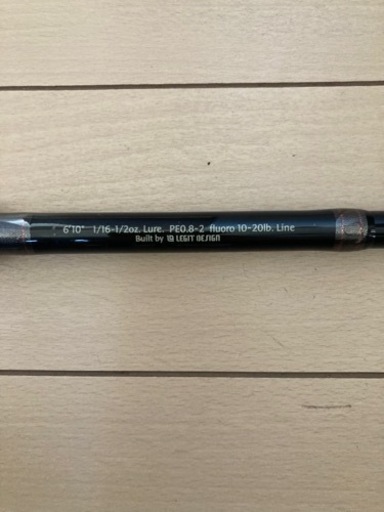 6'10" 1/16-1/2oz. Lure. PE0.8-2 fluoro 10-20lb. Line
Built by LEGIT DESIGN